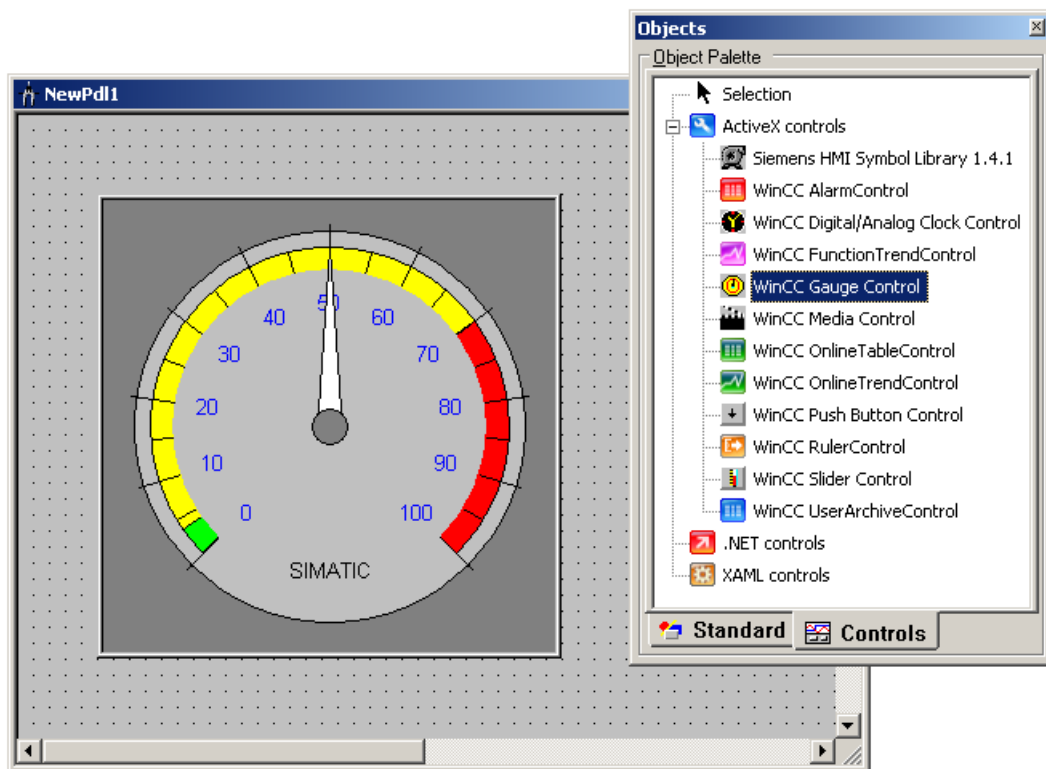 NewPdl1
50
40
60
30
70
20
80
10
90
0
100
SIMATIC
Objects
Object Palette
Selection
ActiveX controls
Siemens HMI Symbol Library 1.4.1
WinCC AlarmControl
WinCC Digital/Analog Clock Control
WinCC FunctionTrendControl
WinCC Gauge Control
WinCC Media Control
WinCC OnlineTableControl
WinCC OnlineTrendControl
WinCC Push Button Control
WinCC RulerControl
WinCC Slider Control
WinCC UserArchiveControl
.NET controls
XAML controls
Standard
Controls